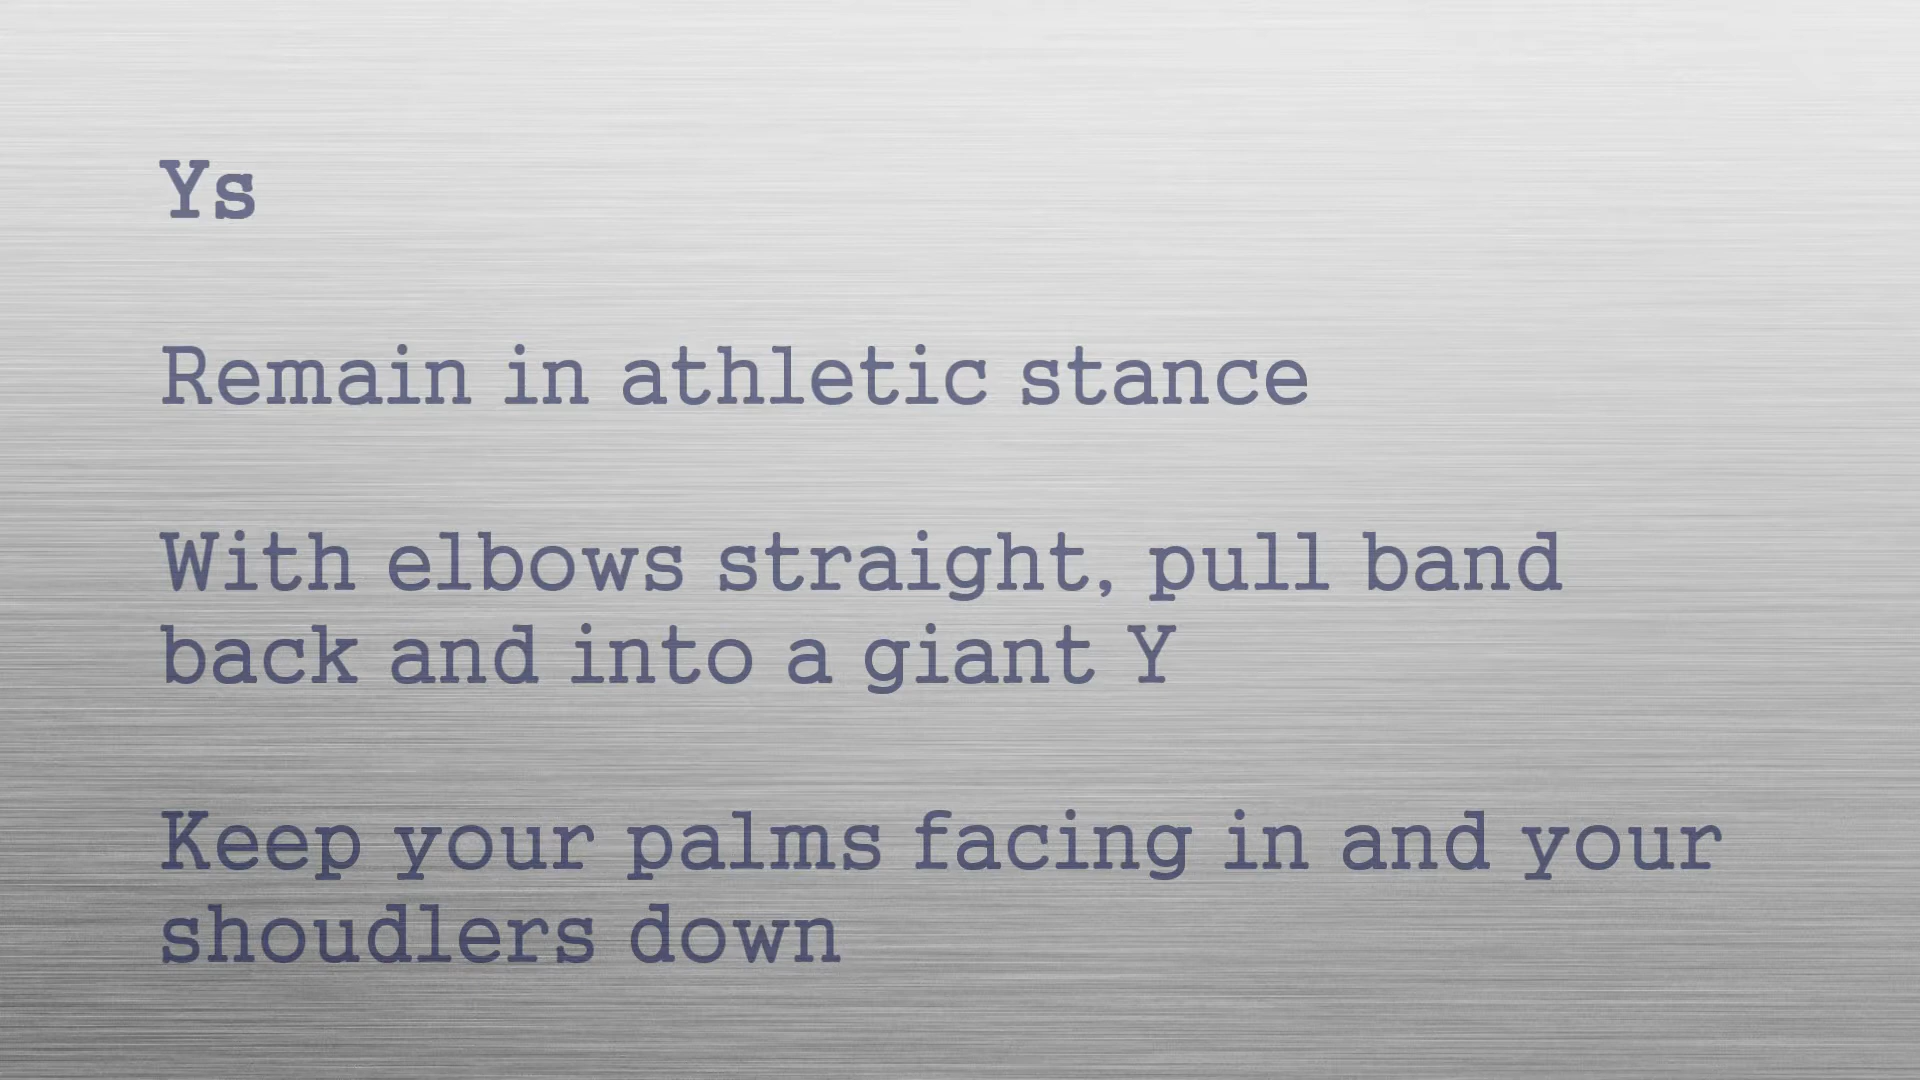 Ys
Remain in athletic stance
With elbows straight, pull band
back and into a giant Y
Keep your palms facing in and your
shoudlers down